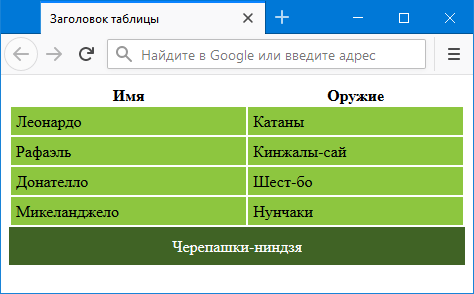 Заголовок таблицы
Найдите в Google или введите адрес
Имя Оружие
Леонардо Катаны
Рафаэль Кинжалы-сай
Донателло Шест-бо
Микеланджело Нунчаки
Черепашки-ниндзя